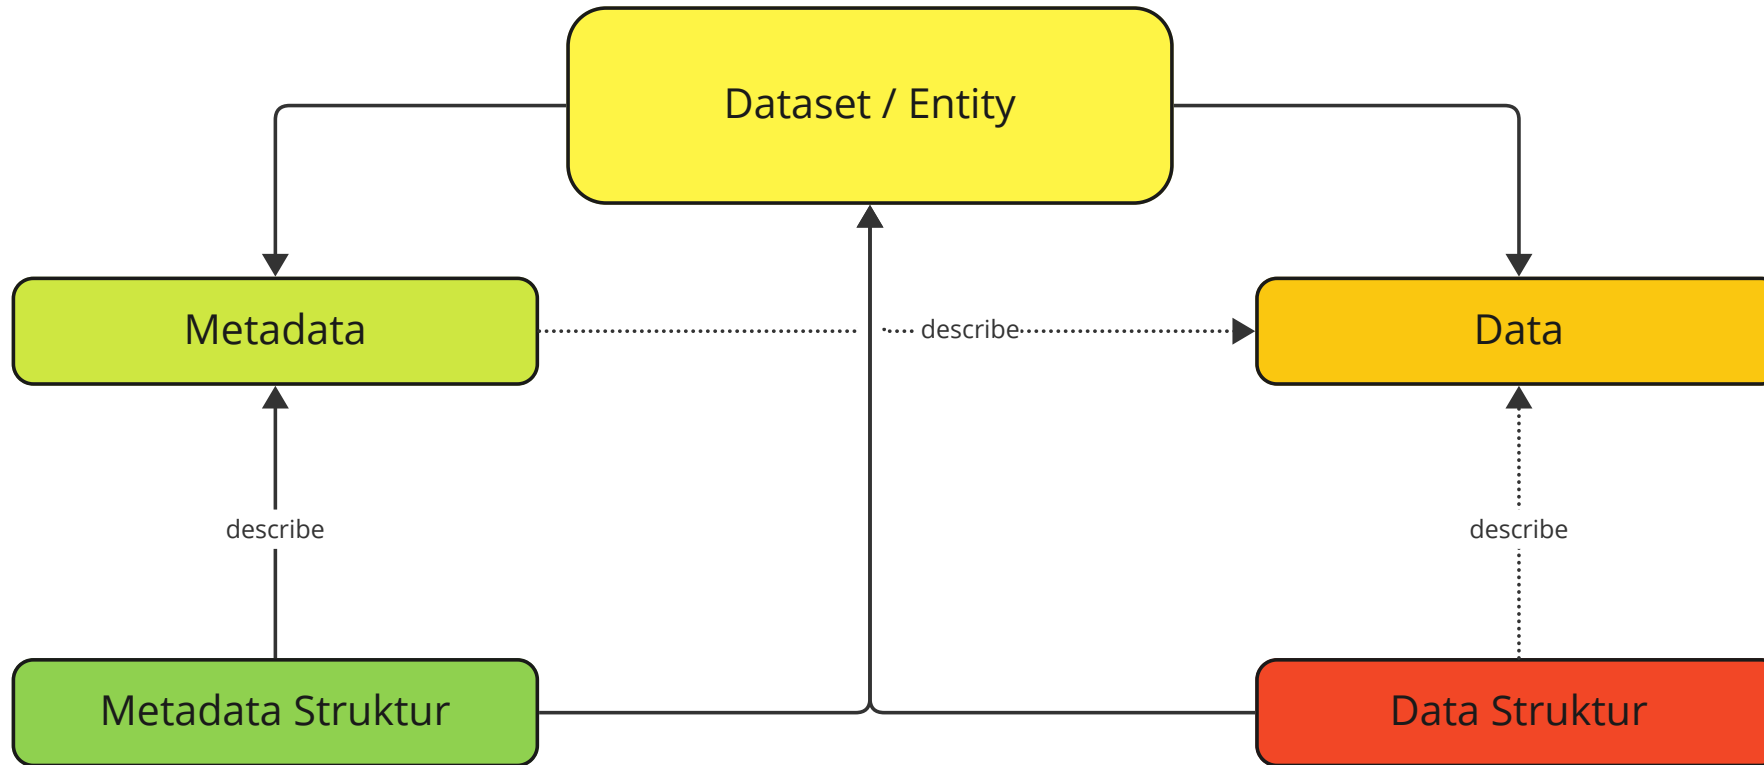 Dataset / Entity
Metadata
describe
Data
describe
describe
Metadata Struktur
Data Struktur